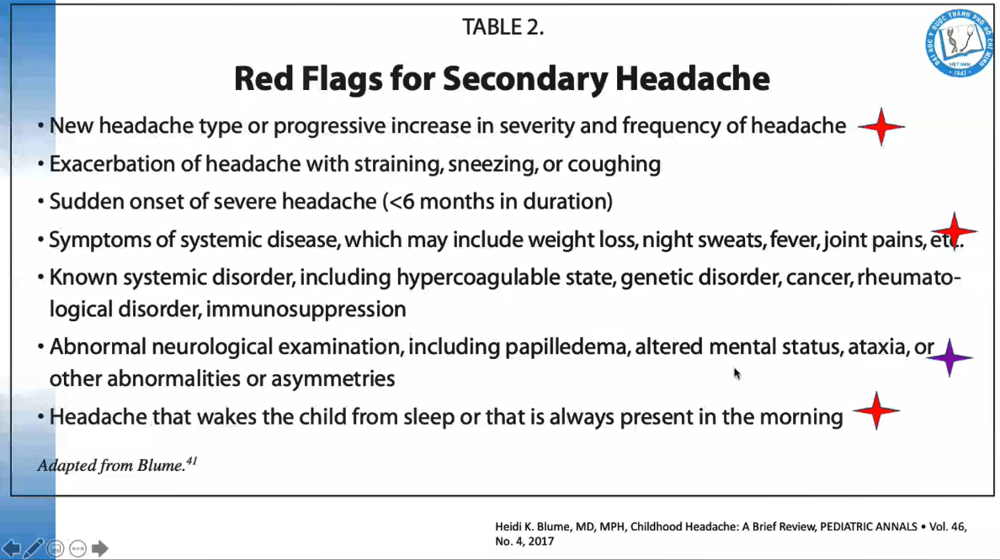 TABLE 2.
ĐẠI HỌC Y DƯỢC THÀNH PHỐ HỒ CHÍ MINH
VIỆT NAM
• 1947 •
Red Flags for Secondary Headache
• New headache type or progressive increase in severity and frequency of headache
• Exacerbation of headache with straining, sneezing, or coughing
• Sudden onset of severe headache (<6 months in duration)
• Symptoms of systemic disease, which may include weight loss, night sweats, fever, joint pains, etc.
• Known systemic disorder, including hypercoagulable state, genetic disorder, cancer, rheumato-
logical disorder, immunosuppression
• Abnormal neurological examination, including papilledema, altered mental status, ataxia, or
other abnormalities or asymmetries
• Headache that wakes the child from sleep or that is always present in the morning
Adapted from Blume.41
Heidi K. Blume, MD, MPH, Childhood Headache: A Brief Review, PEDIATRIC ANNALS • Vol. 46,
No. 4, 2017